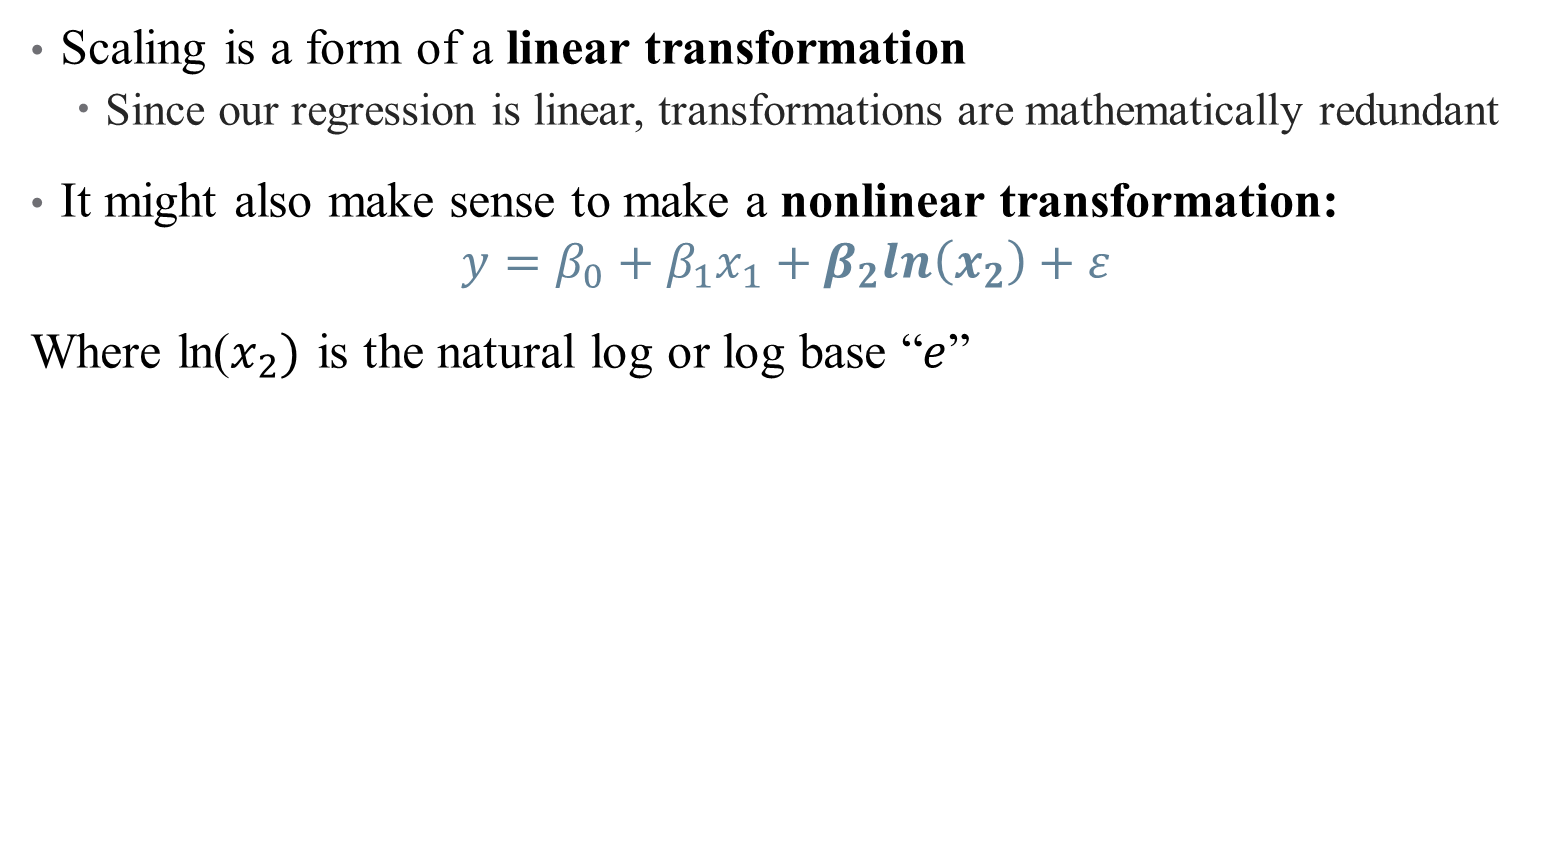 • Scaling is a form of a linear transformation
• Since our regression is linear, transformations are mathematically redundant
• It might also make sense to make a nonlinear transformation:
y = β₀ + β₁x₁ + β₂ln(x₂) + ε
Where ln(x₂) is the natural log or log base “e”